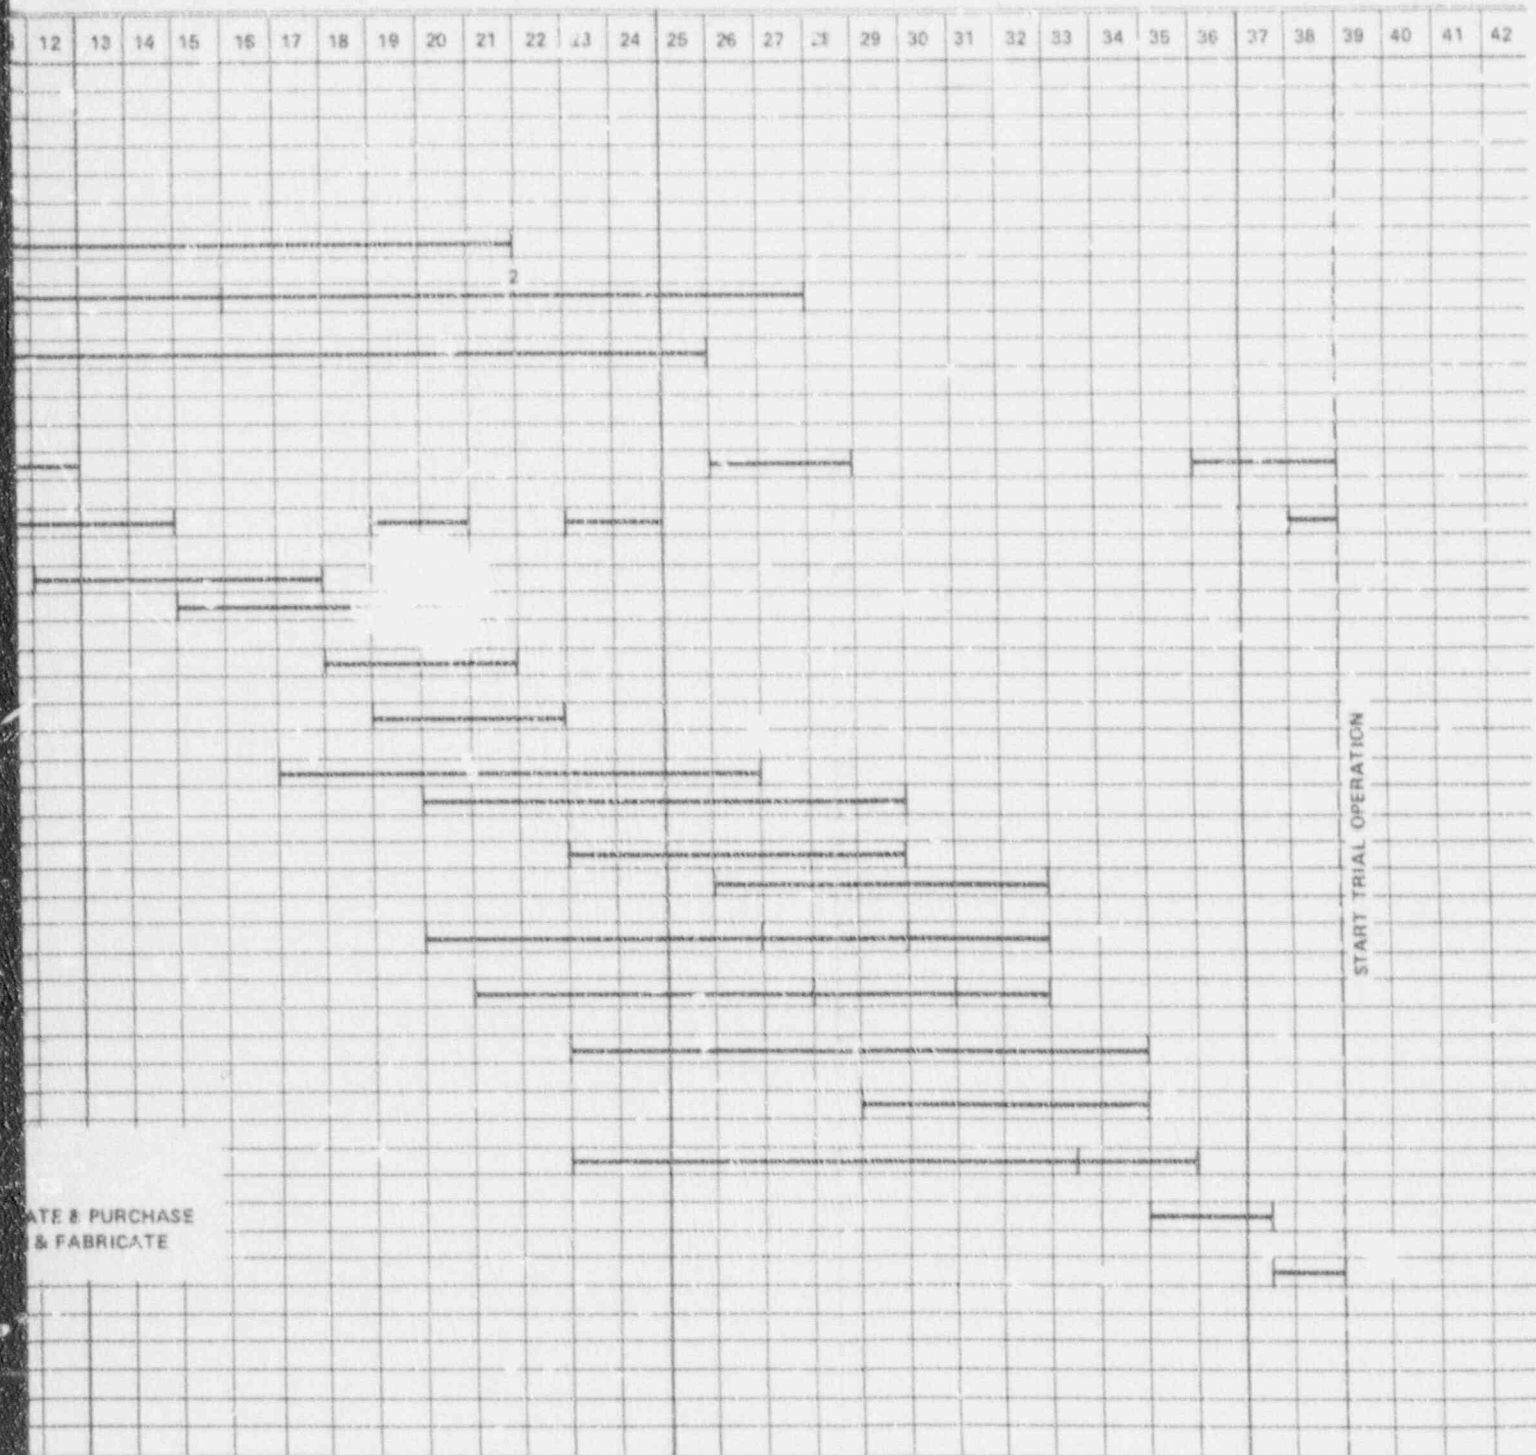 12 13 14 15 16 17 18 19 20 21 22 23 24 25 26 27 28 29 30 31 32 33 34 35 36 37 38 39 40 41 42
2
START TRIAL OPERATION
ATE & PURCHASE
& FABRICATE